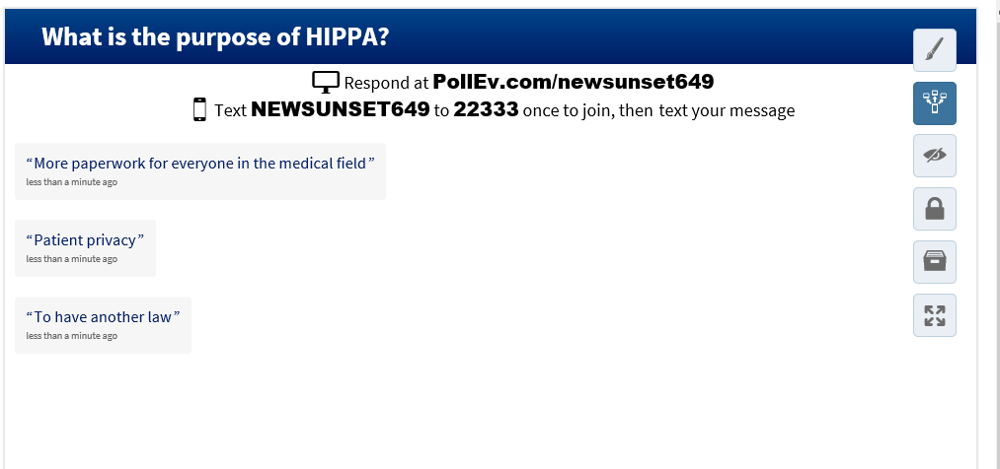 What is the purpose of HIPPA?
Respond at PollEv.com/newsunset649
Text NEWSUNSET649 to 22333 once to join, then text your message
“More paperwork for everyone in the medical field”
less than a minute ago
“Patient privacy”
less than a minute ago
“To have another law”
less than a minute ago